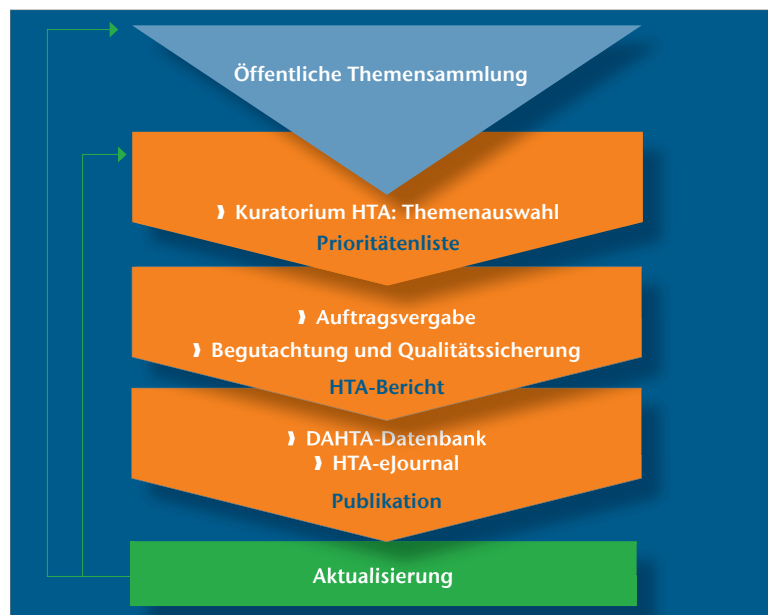 Öffentliche Themensammlung
❱ Kuratorium HTA: Themenauswahl
Prioritätenliste
❱ Auftragsvergabe
❱ Begutachtung und Qualitätssicherung
HTA-Bericht
❱ DAHTA-Datenbank
❱ HTA-eJournal
Publikation
Aktualisierung